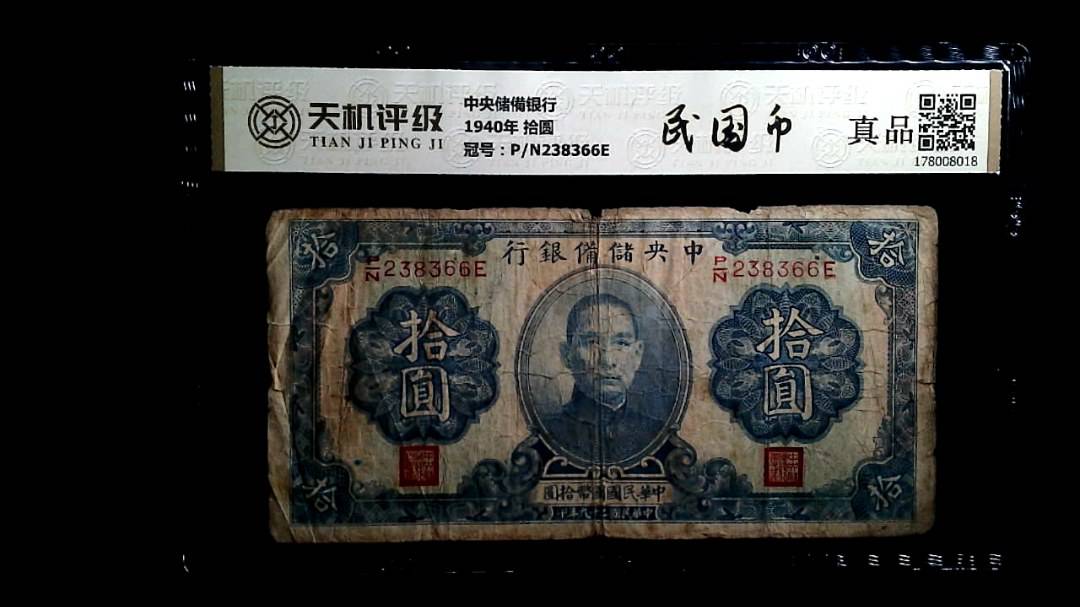 天机评级
TIAN JI PING JI
中央储備银行
1940年 拾圆
冠号：P/N238366E
民国币
真品
178008018
行銀備儲央中
P/N 238366E
P/N 238366E
拾
拾
拾圓
拾圓
圓拾幣國國民華中
拾
拾